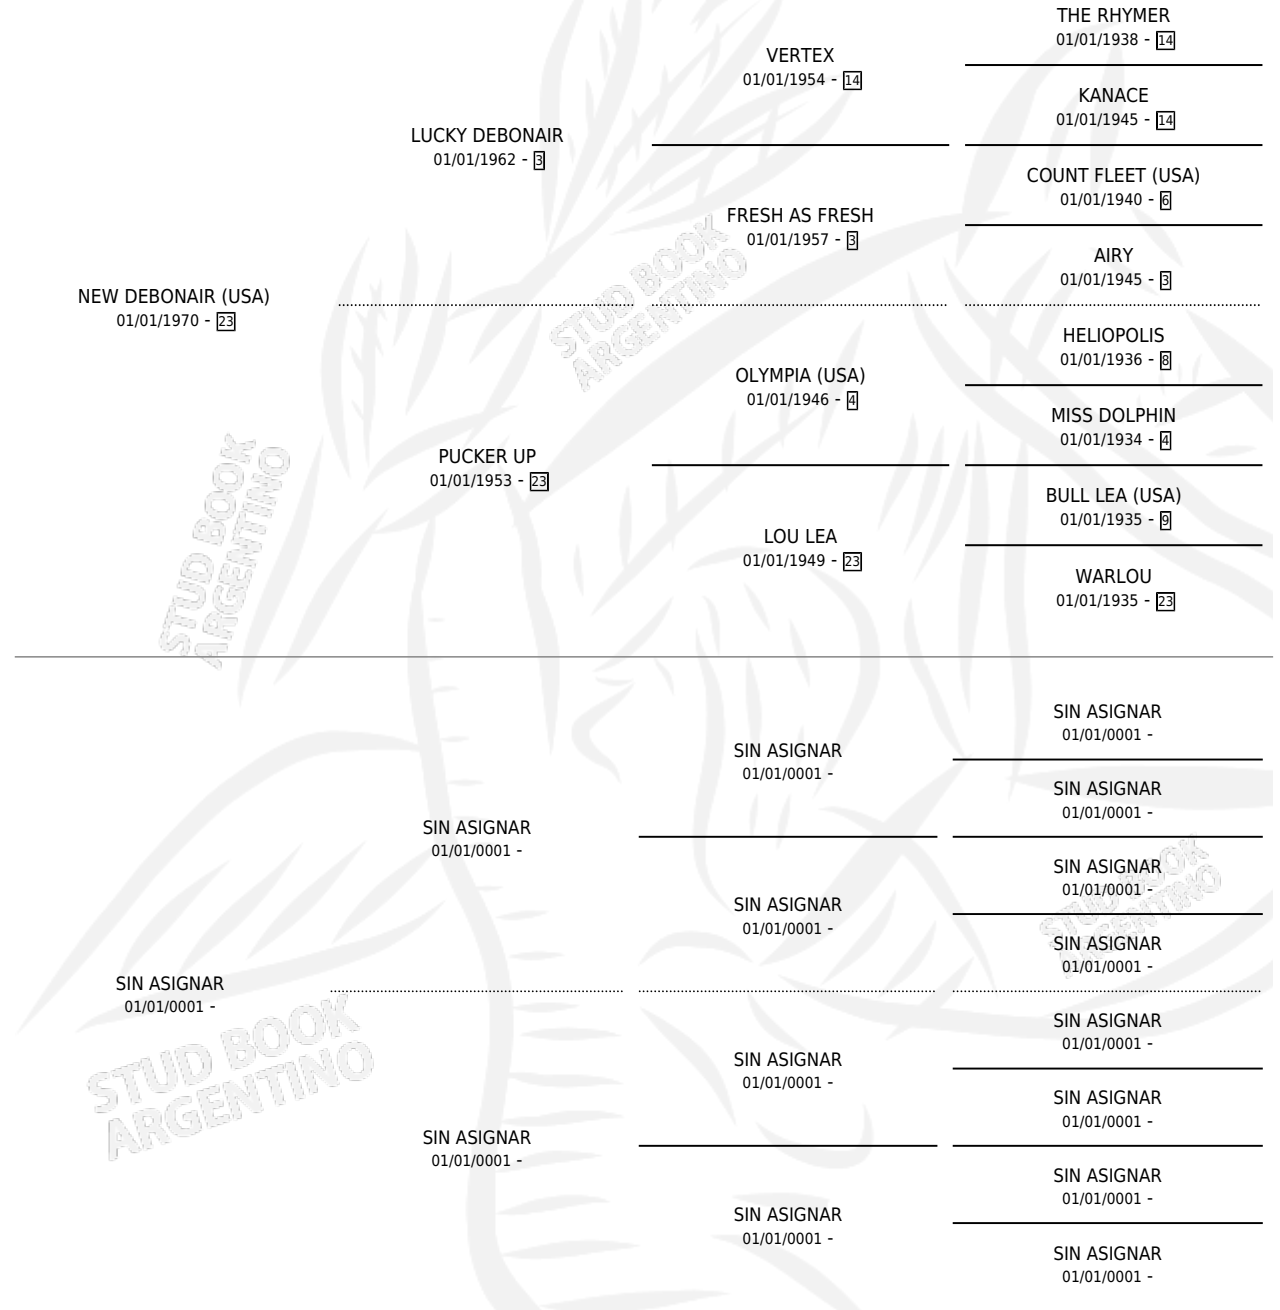 THE RHYMER
01/01/1938 - 14
VERTEX
01/01/1954 - 14
KANACE
01/01/1945 - 14
LUCKY DEBONAIR
01/01/1962 - 3
COUNT FLEET (USA)
01/01/1940 - 6
FRESH AS FRESH
01/01/1957 - 3
AIRY
01/01/1945 - 3
NEW DEBONAIR (USA)
01/01/1970 - 23
HELIOPOLIS
01/01/1936 - 8
OLYMPIA (USA)
01/01/1946 - 4
MISS DOLPHIN
01/01/1934 - 4
PUCKER UP
01/01/1953 - 23
BULL LEA (USA)
01/01/1935 - 9
LOU LEA
01/01/1949 - 23
WARLOU
01/01/1935 - 23
STUD BOOK
ARGENTINO
STUD BOOK
ARGENTINO
SIN ASIGNAR
01/01/0001 -
SIN ASIGNAR
01/01/0001 -
SIN ASIGNAR
01/01/0001 -
SIN ASIGNAR
01/01/0001 -
SIN ASIGNAR
01/01/0001 -
SIN ASIGNAR
01/01/0001 -
SIN ASIGNAR
01/01/0001 -
SIN ASIGNAR
01/01/0001 -
SIN ASIGNAR
01/01/0001 -
SIN ASIGNAR
01/01/0001 -
SIN ASIGNAR
01/01/0001 -
SIN ASIGNAR
01/01/0001 -
SIN ASIGNAR
01/01/0001 -
SIN ASIGNAR
01/01/0001 -
SIN ASIGNAR
01/01/0001 -
STUD BOOK
ARGENTINO
STUD BOOK
ARGENTINO